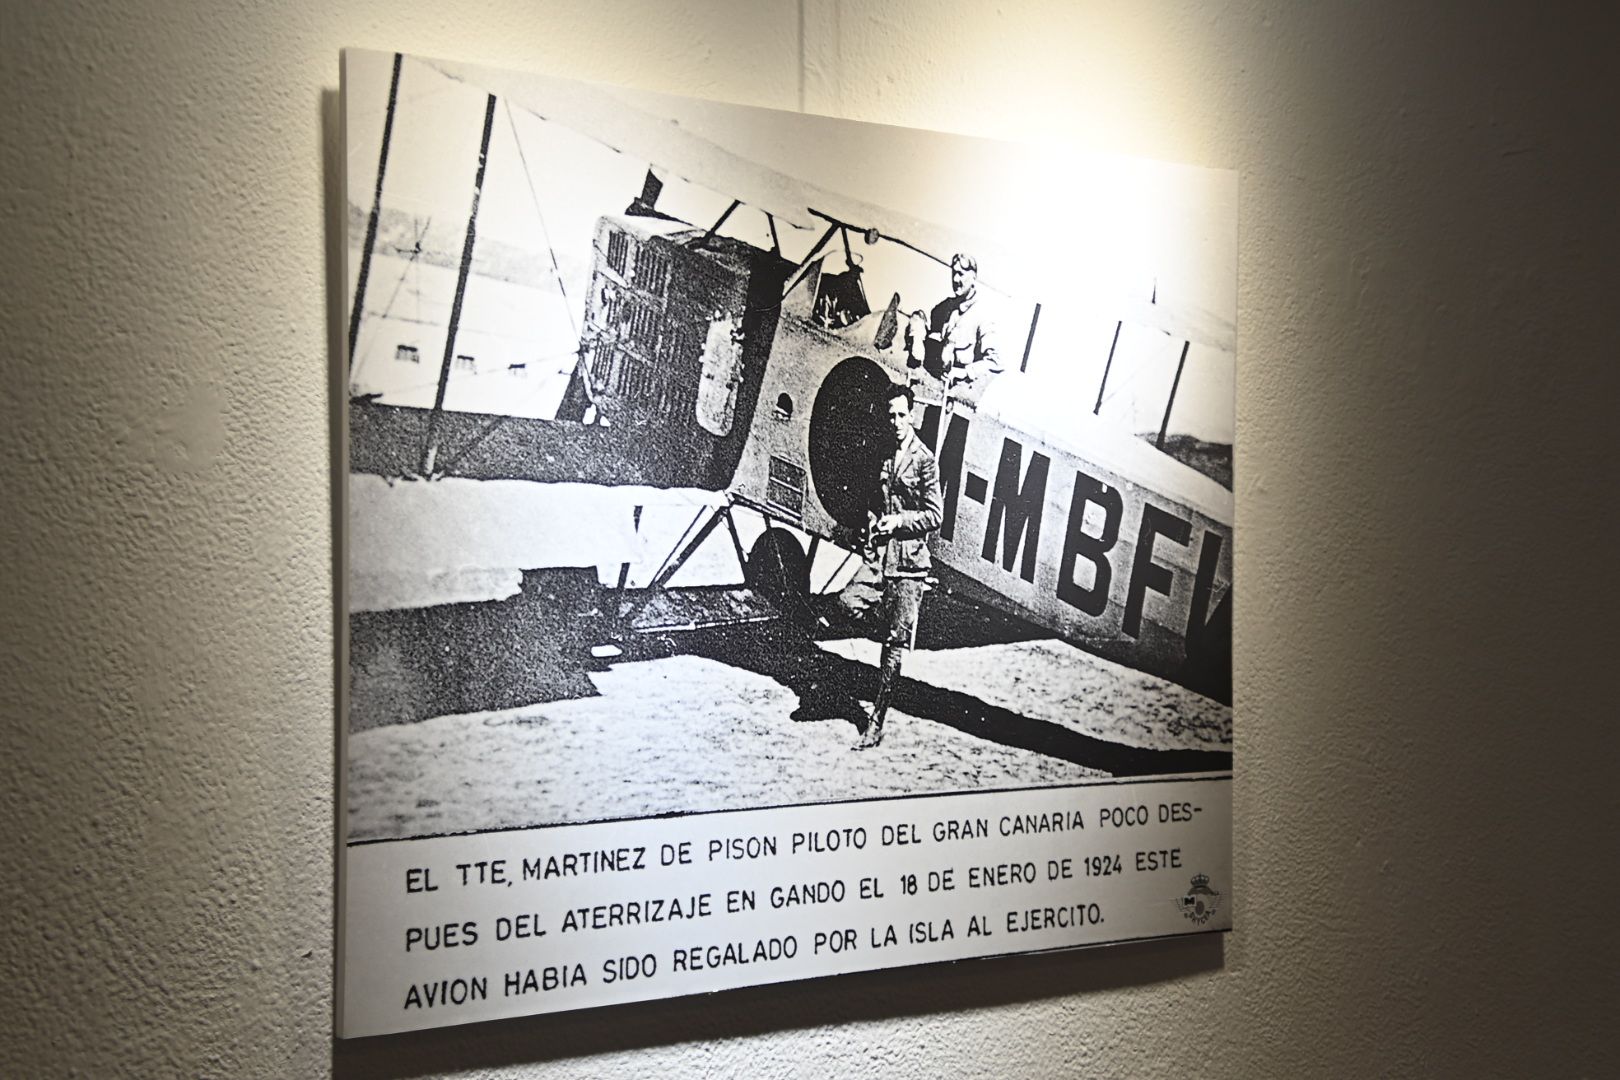 M-MBF
EL TTE, MARTINEZ DE PISON PILOTO DEL GRAN CANARIA POCO DES-
PUES DEL ATERRIZAJE EN GANDO EL 18 DE ENERO DE 1924 ESTE
AVION HABIA SIDO REGALADO POR LA ISLA AL EJERCITO.